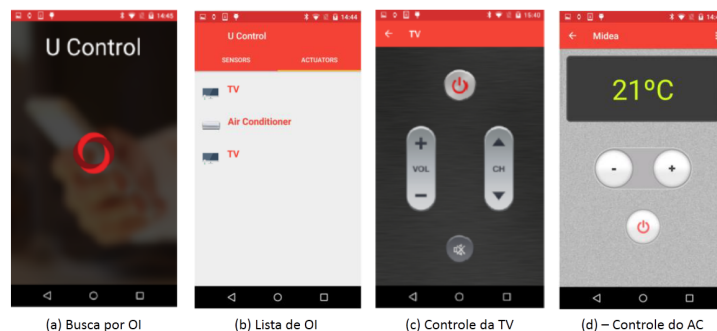 14:45
U Control
(a) Busca por OI
14:44
U Control
SENSORS ACTUATORS
TV
Air Conditioner
TV
(b) Lista de OI
15:40
TV
+
VOL
−
CH
(c) Controle da TV
Midea
21ºC
- +
(d) – Controle do AC